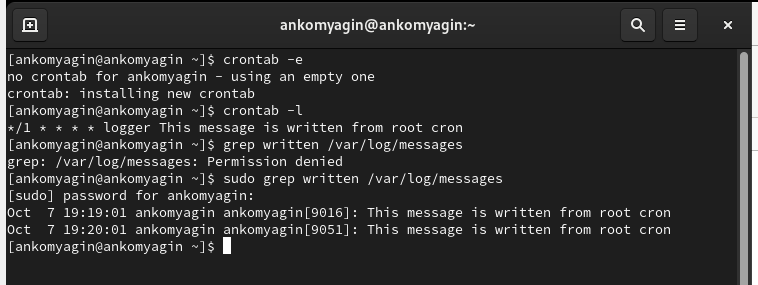 ankomyagin@ankomyagin:~
[ankomyagin@ankomyagin ~]$ crontab -e
no crontab for ankomyagin - using an empty one
crontab: installing new crontab
[ankomyagin@ankomyagin ~]$ crontab -l
*/1 * * * * logger This message is written from root cron
[ankomyagin@ankomyagin ~]$ grep written /var/log/messages
grep: /var/log/messages: Permission denied
[ankomyagin@ankomyagin ~]$ sudo grep written /var/log/messages
[sudo] password for ankomyagin:
Oct  7 19:19:01 ankomyagin ankomyagin[9016]: This message is written from root cron
Oct  7 19:20:01 ankomyagin ankomyagin[9051]: This message is written from root cron
[ankomyagin@ankomyagin ~]$